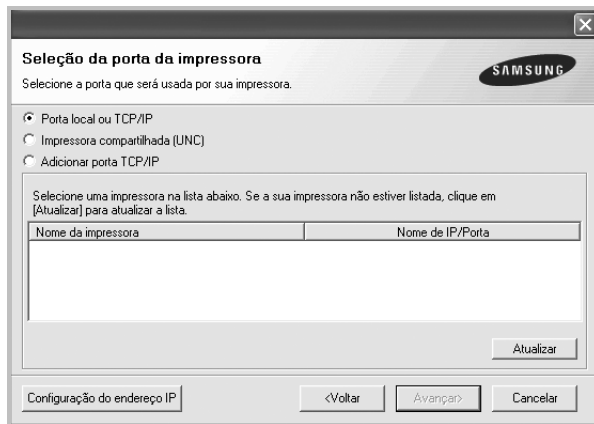 Seleção da porta da impressora
Selecione a porta que será usada por sua impressora.
SAMSUNG
Porta local ou TCP/IP
Impressora compartilhada (UNC)
Adicionar porta TCP/IP
Selecione uma impressora na lista abaixo. Se a sua impressora não estiver listada, clique em
[Atualizar] para atualizar a lista.
Nome da impressora Nome de IP/Porta
Atualizar
Configuração do endereço IP <Voltar Avançar> Cancelar